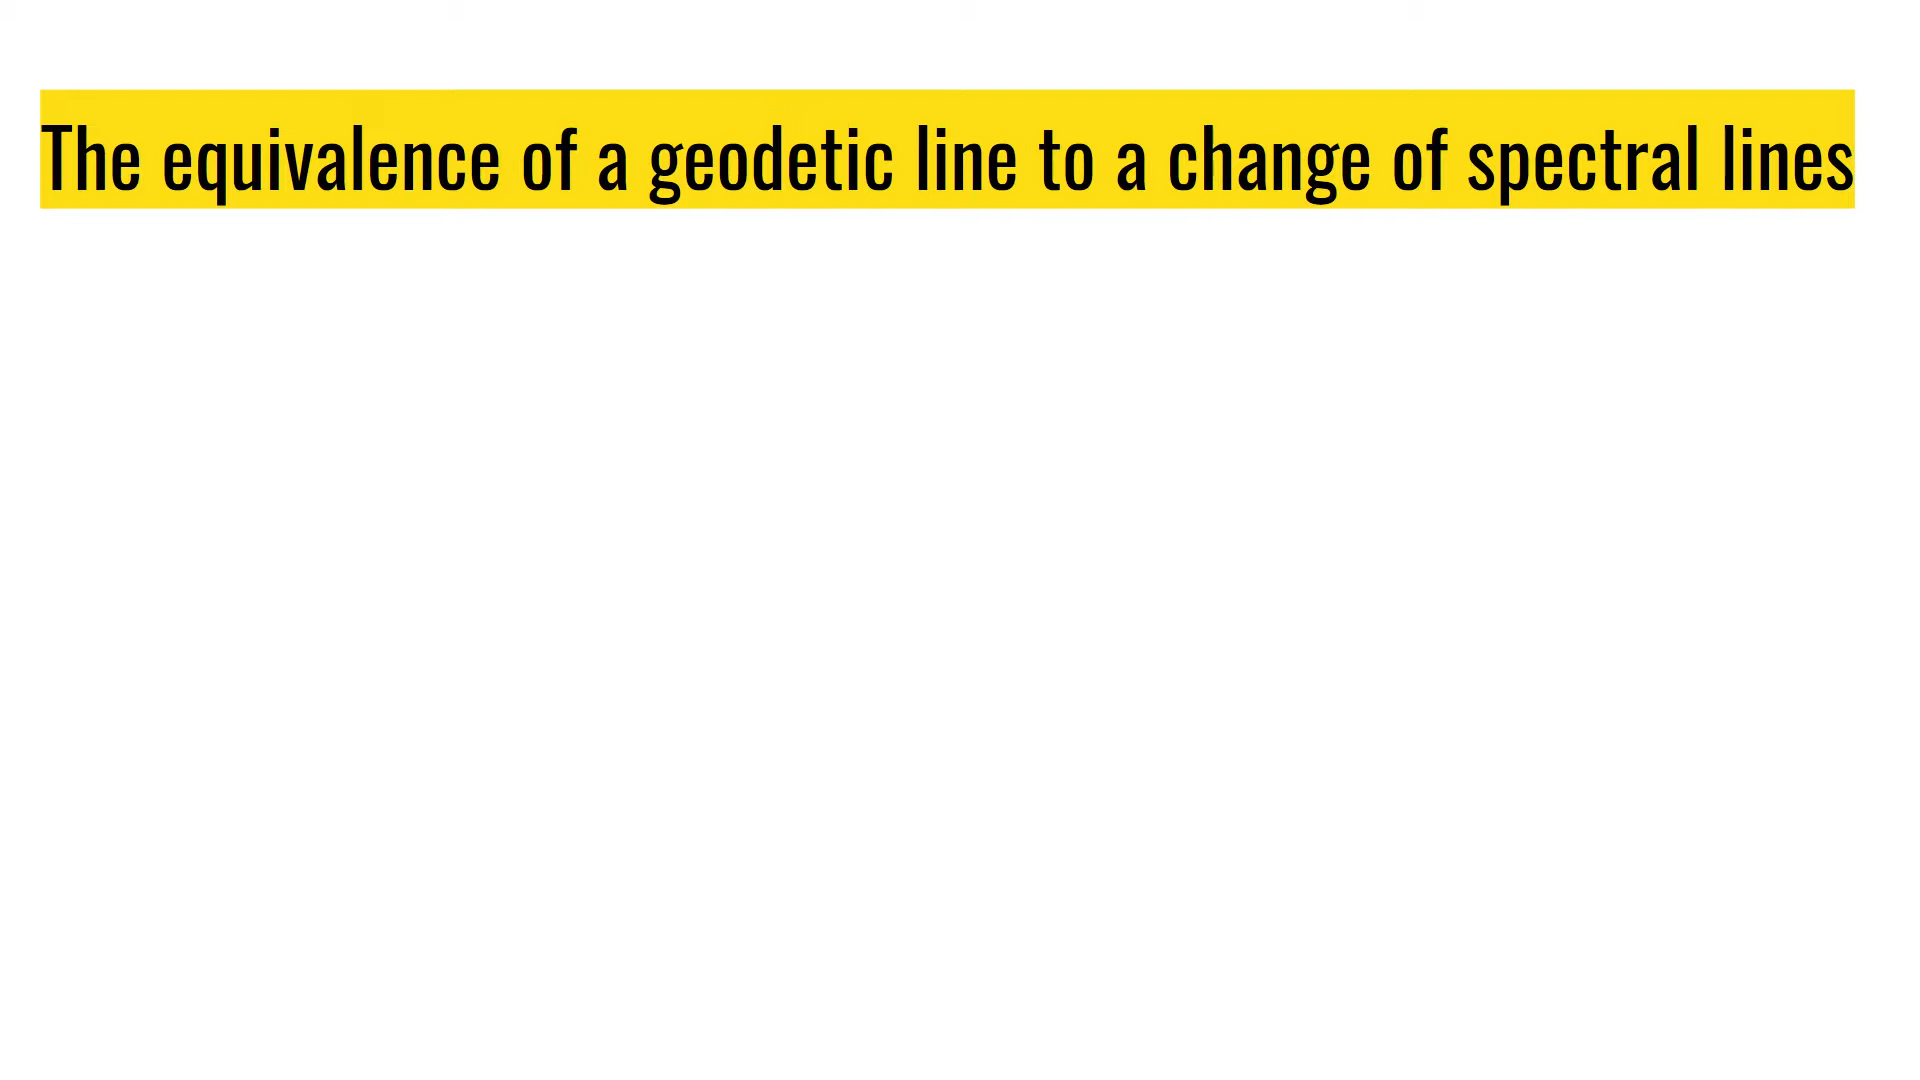 The equivalence of a geodetic line to a change of spectral lines